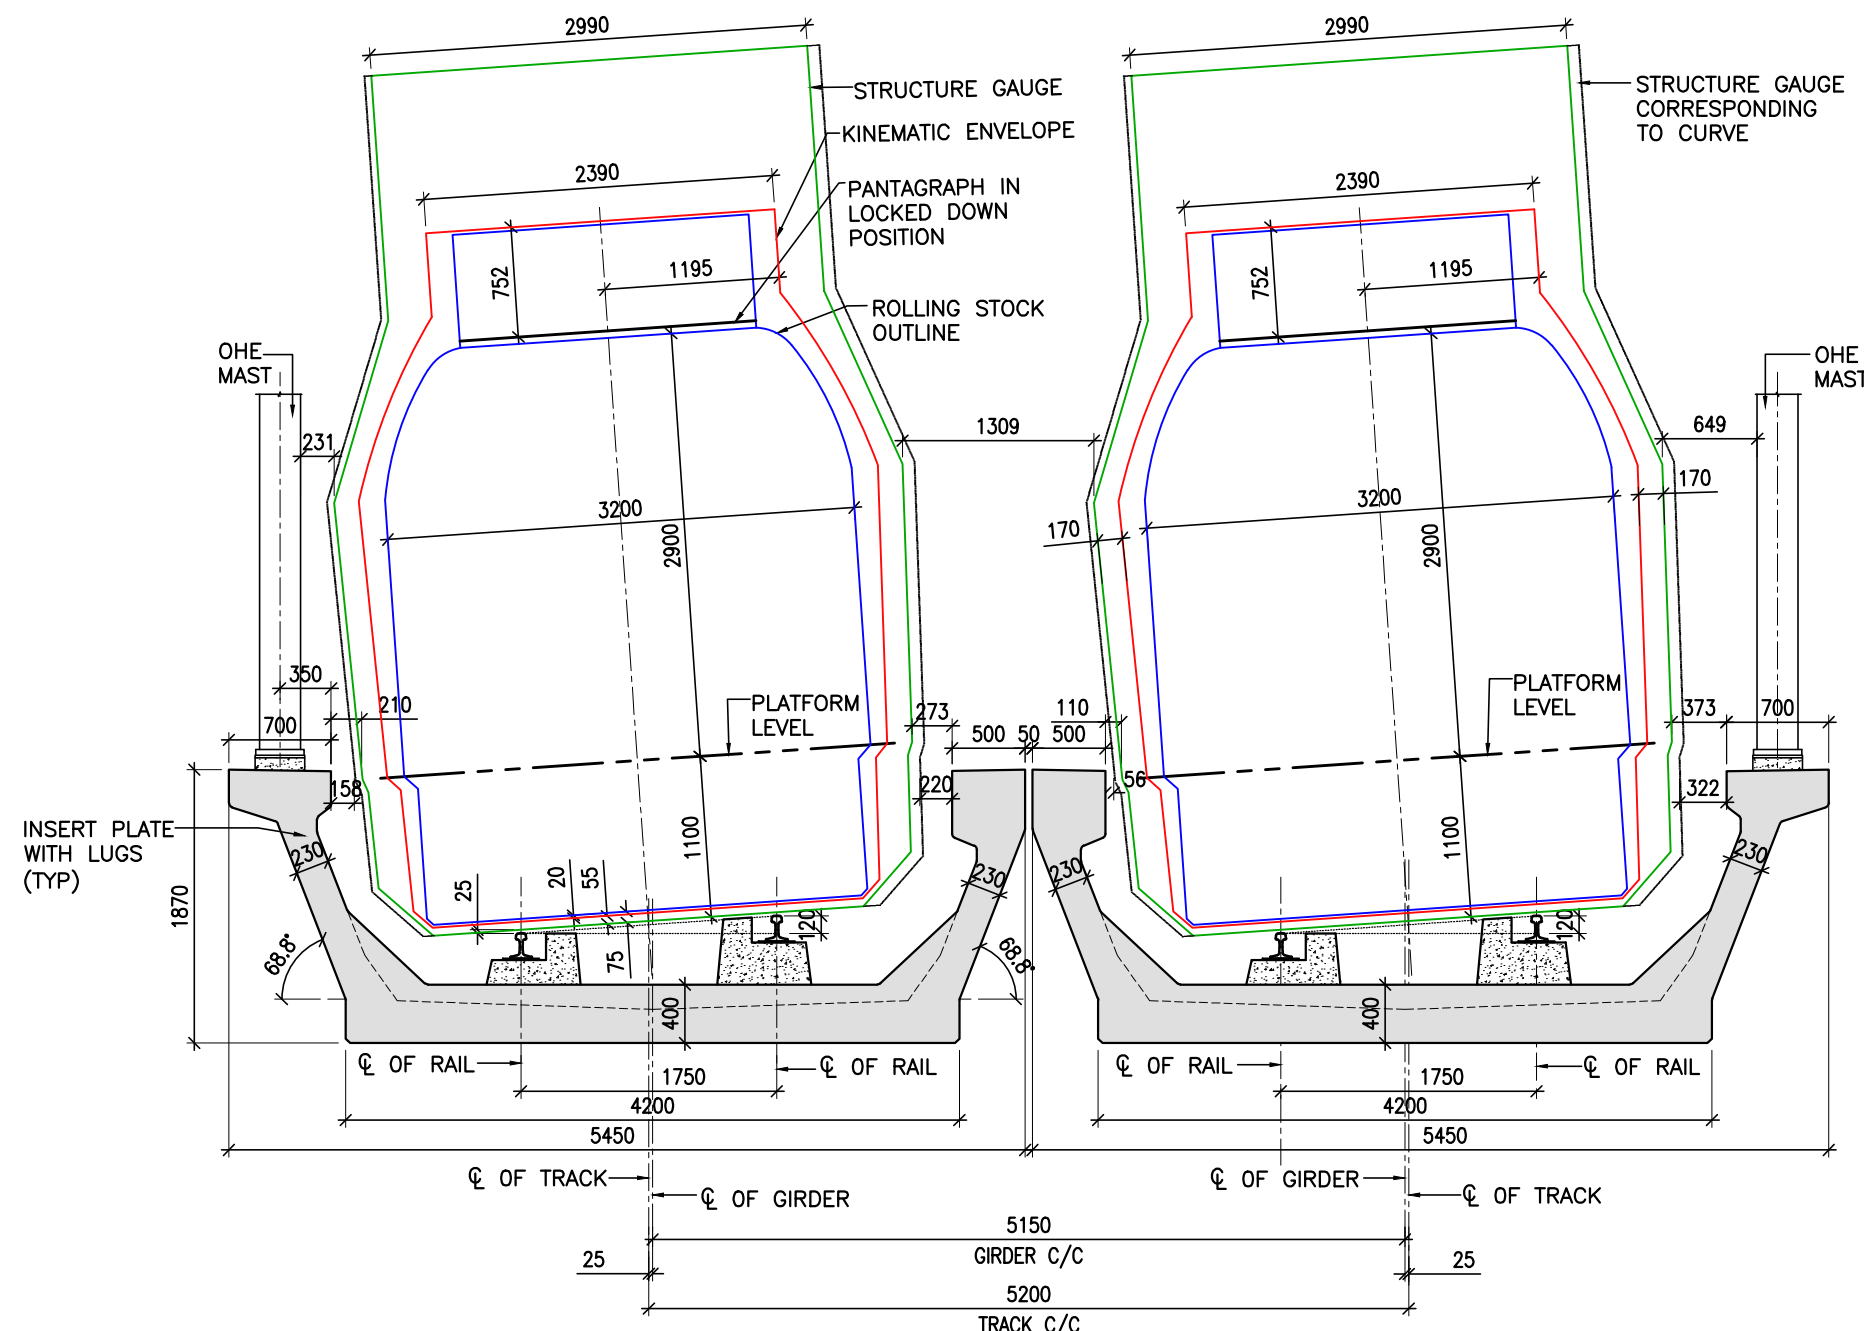 2990
2990
STRUCTURE GAUGE
STRUCTURE GAUGE
CORRESPONDING
TO CURVE
KINEMATIC ENVELOPE
2390
2390
PANTAGRAPH IN
LOCKED DOWN
POSITION
752
1195
752
1195
ROLLING STOCK
OUTLINE
OHE
MAST
OHE
MAST
231
1309
649
170
3200
2900
170
3200
2900
350
210
700
PLATFORM
LEVEL
273
500
50
500
110
PLATFORM
LEVEL
373
700
158
220
56
322
INSERT PLATE
WITH LUGS
(TYP)
230
1100
230
230
1100
230
25
20
55
120
120
1870
68.8°
75
68.8°
400
400
℄ OF RAIL
℄ OF RAIL
℄ OF RAIL
℄ OF RAIL
1750
1750
4200
4200
5450
5450
℄ OF TRACK
℄ OF GIRDER
℄ OF GIRDER
℄ OF TRACK
5150
GIRDER C/C
25
25
5200
TRACK C/C